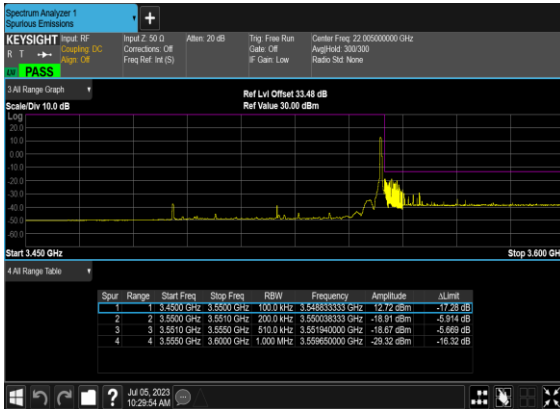 Spectrum Analyzer 1
Spurious Emissions
+
KEYSIGHT Input: RF Input Z: 50 Ω Atten: 20 dB Trig: Free Run Center Freq: 22.005000000 GHz
R T Coupling: DC Corrections: Off Gate: Off Avg|Hold: 300/300
Align: Off Freq Ref: Int (S) IF Gain: Low Radio Std: None
PASS
3 All Range Graph
Ref Lvl Offset 33.48 dB
Scale/Div 10.0 dB Ref Value 30.00 dBm
Log
20.0
10.0
0.00
-10.0
-20.0
-30.0
-40.0
-50.0
-60.0
Start 3.450 GHz Stop 3.600 GH
4 All Range Table
Spur Range Start Freq Stop Freq RBW Frequency Amplitude ΔLimit
1 1 3.4500 GHz 3.5500 GHz 100.0 kHz 3.548833333 GHz 12.72 dBm -17.28 dB
2 2 3.5500 GHz 3.5510 GHz 200.0 kHz 3.550038333 GHz -18.91 dBm -5.914 dB
3 3 3.5510 GHz 3.5550 GHz 510.0 kHz 3.551940000 GHz -18.67 dBm -5.669 dB
4 4 3.5550 GHz 3.6000 GHz 1.000 MHz 3.559650000 GHz -29.32 dBm -16.32 dB
? Jul 05, 2023
10:29:54 AM